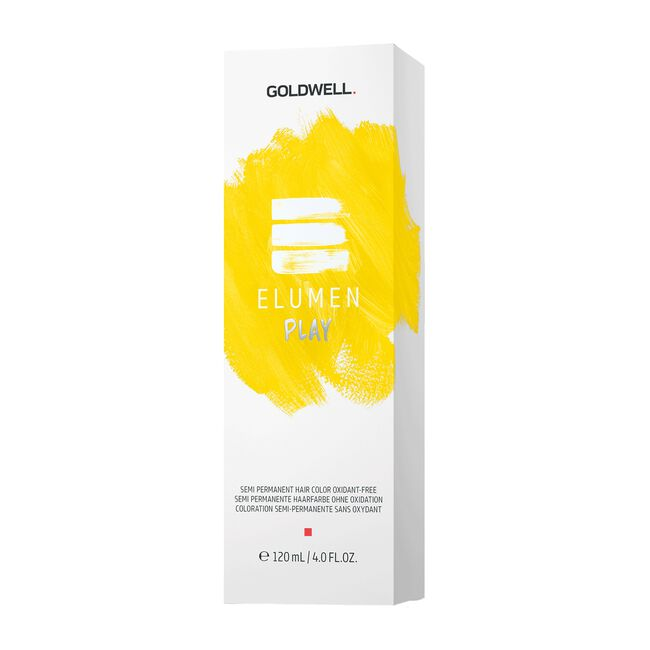 GOLDWELL.
ELUMEN
PLAY
SEMI PERMANENT HAIR COLOR OXIDANT-FREE
SEMI PERMANENTE HAARFARBE OHNE OXIDATION
COLORATION SEMI-PERMANENTE SANS OXYDANT
℮ 120 mL/4.0 FL.OZ.